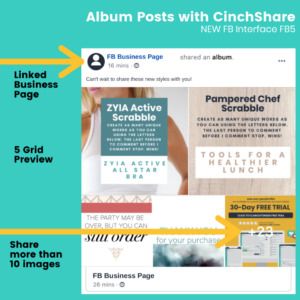 Album Posts with CinchShare
NEW FB Interface FB5
Linked
Business
Page
FB Business Page
shared an album.
16 mins
Can't wait to share these new styles with you!
ZYIA Active
Scrabble
CREATE AS MANY UNIQUE
WORDS AS YOU CAN
USING THE LETTERS
BELOW. THE LAST
PERSON TO COMMENT
BEFORE I COMMENT
STOP, WINS!
ZYIA ACTIVE
ALL STAR
BRA
Pampered Chef
Scrabble
CREATE AS MANY UNIQUE WORDS AS
YOU CAN USING THE LETTERS BELOW.
THE LAST PERSON TO COMMENT
BEFORE I COMMENT STOP, WINS!
TOOLS FOR A
HEALTHIER
LUNCH
5 Grid
Preview
THE PARTY MAY BE
OVER, BUT YOU CAN
still order
for your purchase
30-Day FREE TRIAL
+23
Share
more than
10 images
FB Business Page
26 mins